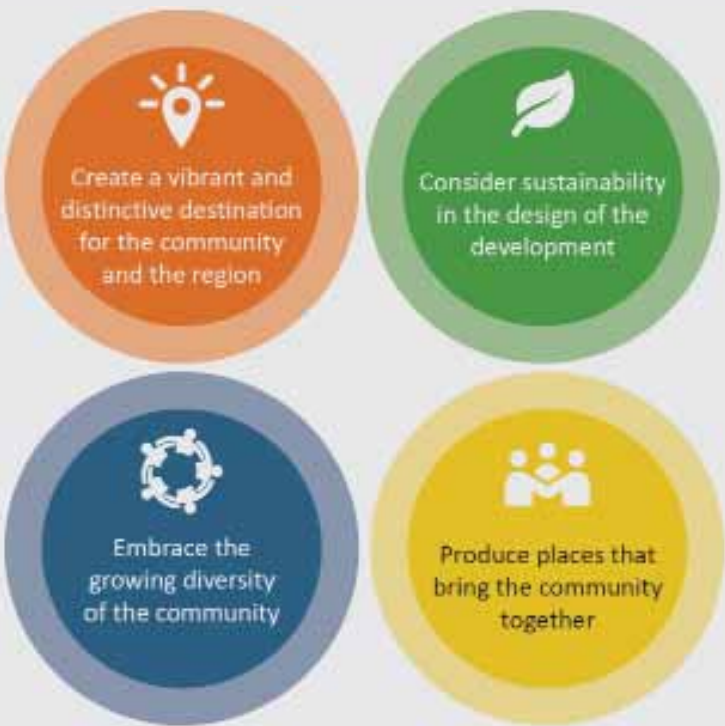 Create a vibrant and
distinctive destination
for the community
and the region
Consider sustainability
in the design of the
development
Embrace the
growing diversity
of the community
Produce places that
bring the community
together